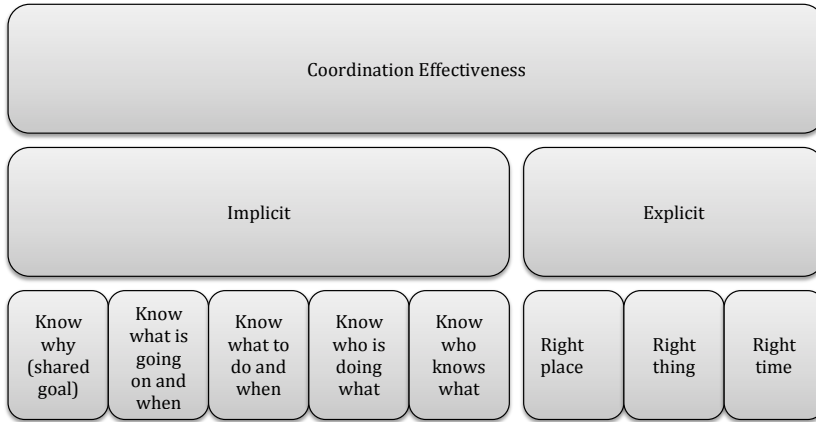 Coordination Effectiveness
Implicit
Explicit
Know
why
(shared
goal)
Know
what is
going
on and
when
Know
what to
do and
when
Know
who is
doing
what
Know
who
knows
what
Right
place
Right
thing
Right
time